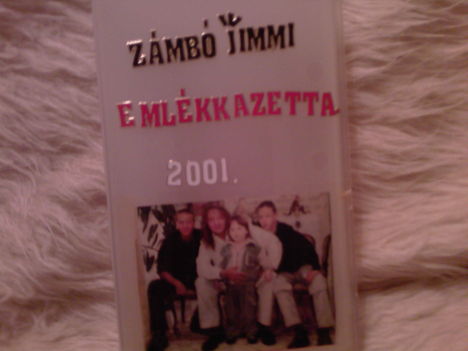 ZÁMBÓ JIMMI
EMLÉKKAZETTA
2001.